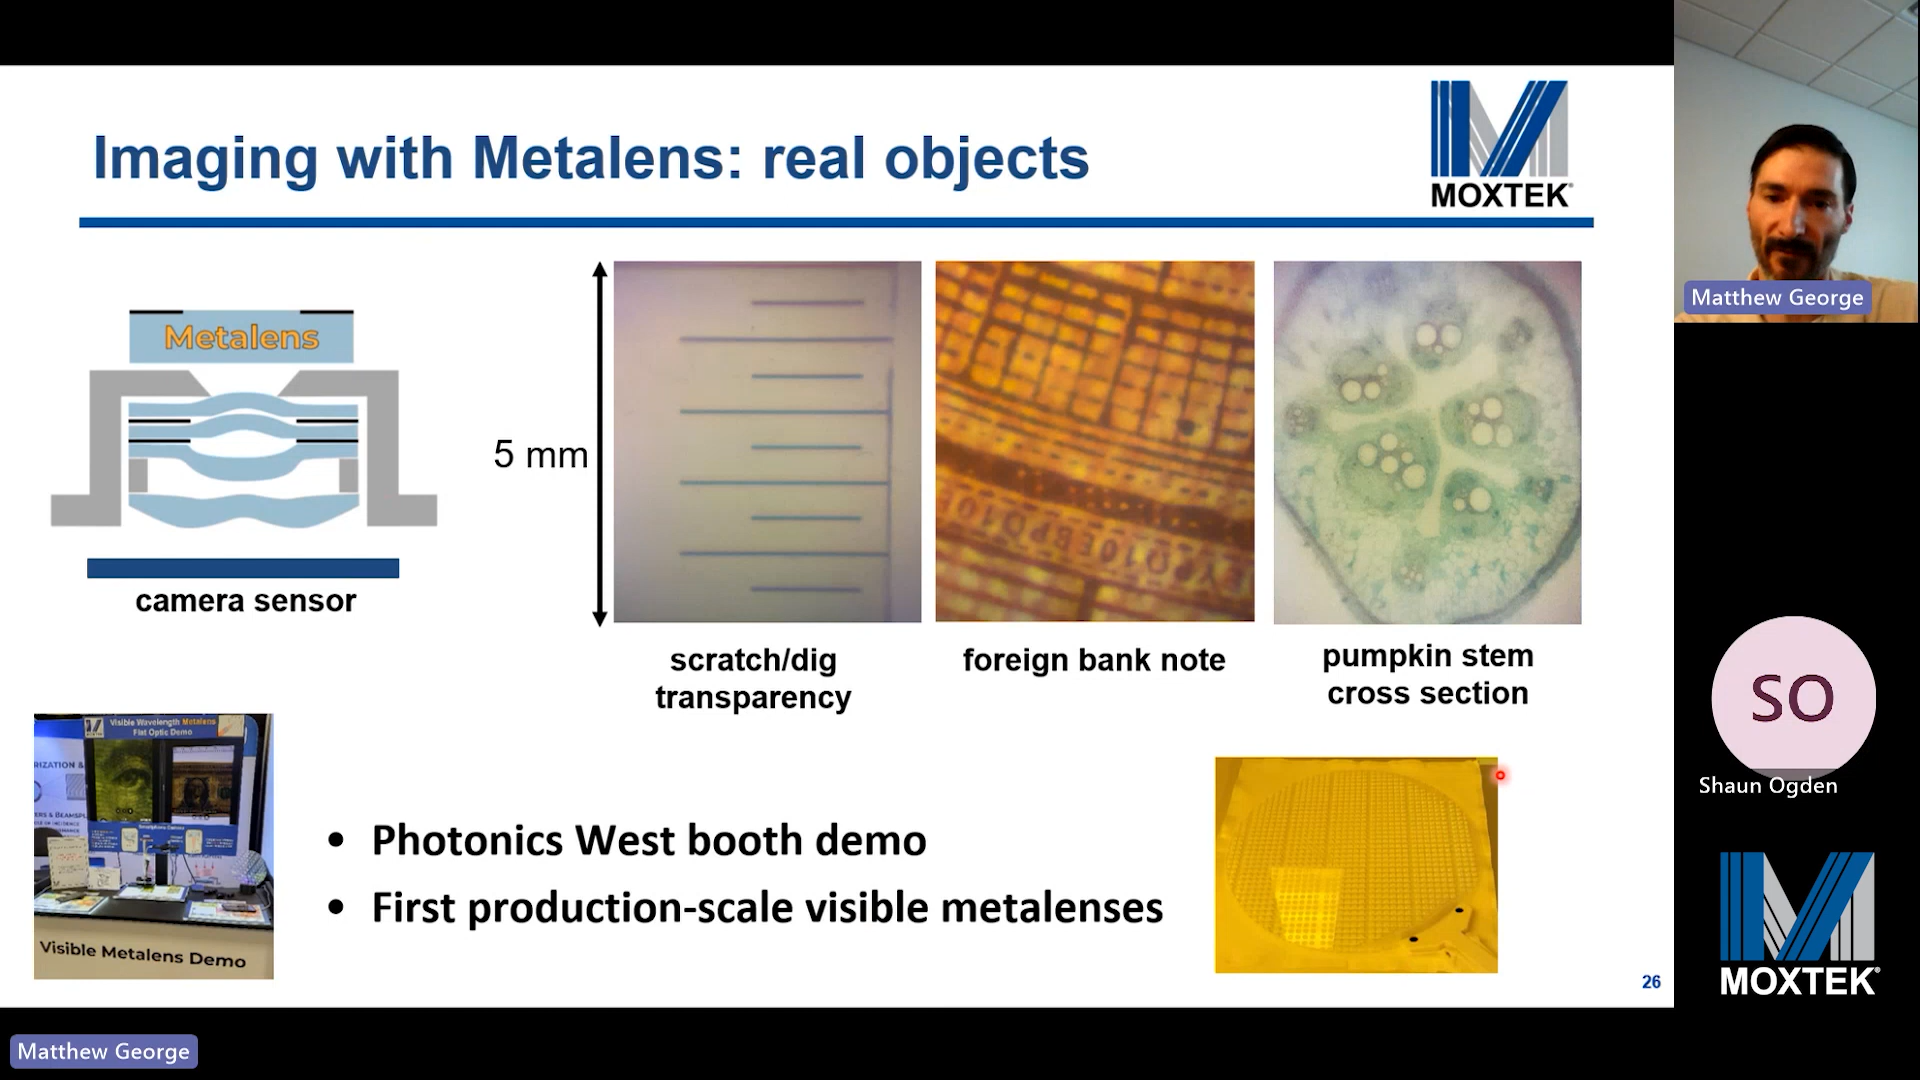 Imaging with Metalens: real objects
MOXTEK
Metalens
camera sensor
5 mm
scratch/dig
transparency
foreign bank note
pumpkin stem
cross section
Visible Wavelength Metalens
Flat Optic Demo
Visible Metalens Demo
• Photonics West booth demo
• First production-scale visible metalenses
26
Matthew George
SO
Shaun Ogden
MOXTEK
Matthew George